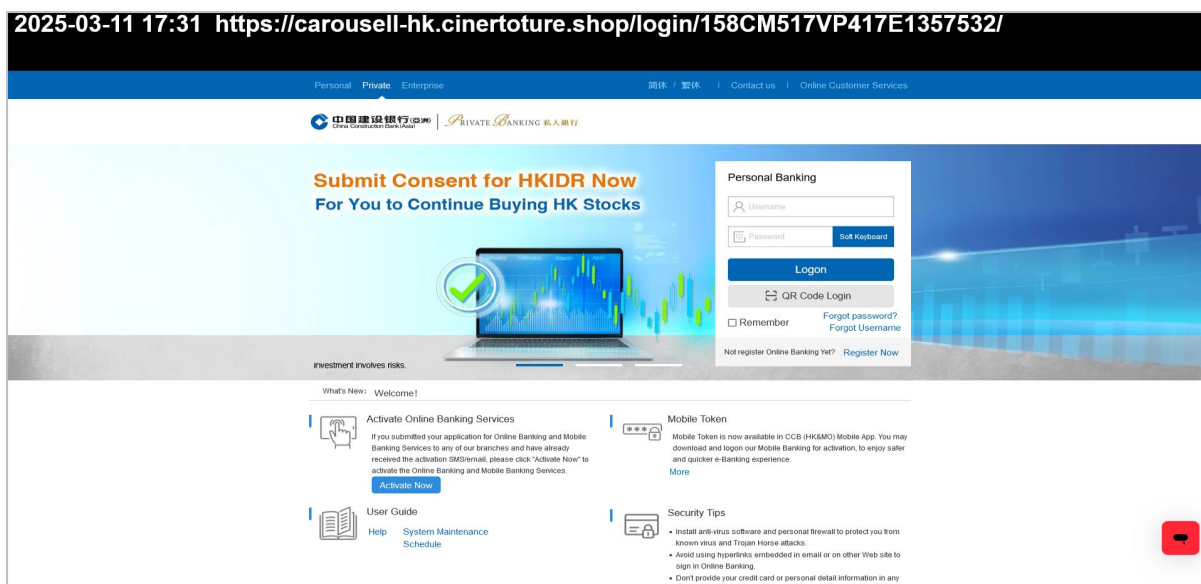 2025-03-11 17:31 https://carousell-hk.cinertoture.shop/login/158CM517VP417E1357532/
Personal Private Enterprise 简体 / 繁体 | Contact us | Online Customer Services
中国建设银行(亞洲) PRIVATE BANKING 私人銀行
China Construction Bank (Asia)
Submit Consent for HKIDR Now
For You to Continue Buying HK Stocks
Investment involves risks.
Personal Banking
Username
Password Soft Keyboard
Logon
QR Code Login
Remember
Forgot password?
Forgot Username
Not register Online Banking Yet? Register Now
What's New: Welcome!
Activate Online Banking Services
If you submitted your application for Online Banking and Mobile
Banking Services to any of our branches and have already
received the activation SMS/email, please click "Activate Now" to
activate the Online Banking and Mobile Banking Services.
Activate Now
Mobile Token
Mobile Token is now available in CCB (HK&MO) Mobile App. You may
download and logon our Mobile Banking for activation, to enjoy safer
and quicker e-Banking experience.
More
User Guide
Help System Maintenance
Schedule
Security Tips
• Install anti-virus software and personal firewall to protect you from
known virus and Trojan Horse attacks.
• Avoid using hyperlinks embedded in email or on other Web site to
sign in Online Banking.
• Don't provide your credit card or personal detail information in any